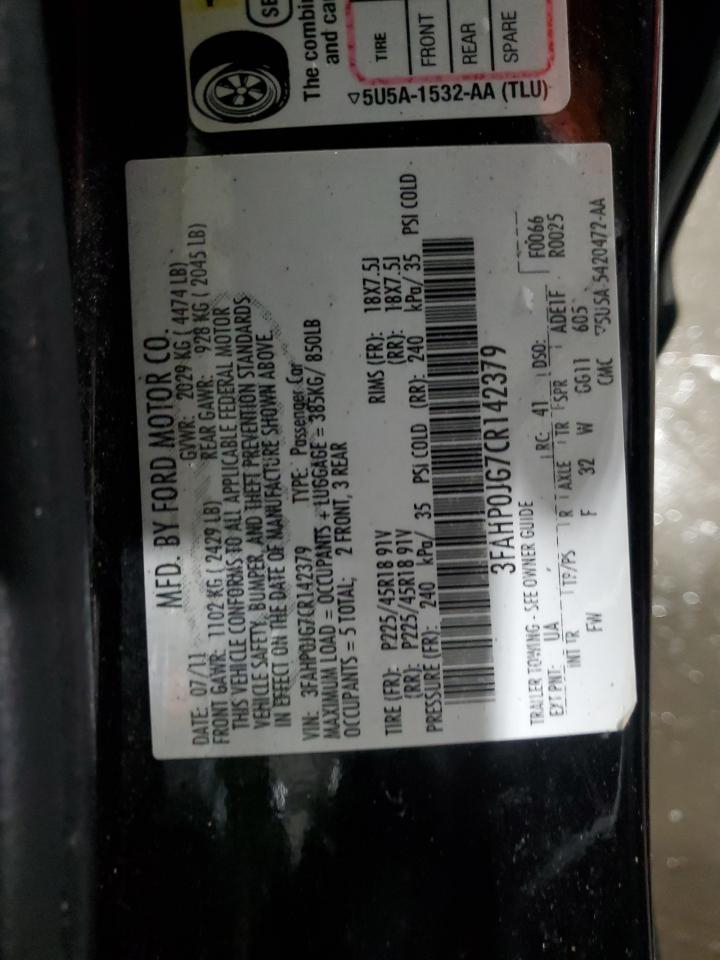 SE
The combin
and car
TIRE
FRONT
REAR
SPARE
▽5U5A-1532-AA (TLU)
MFD. BY FORD MOTOR CO.
DATE: 07/11 GVWR: 2029 KG ( 4474 LB)
FRONT GAWR: 1102 KG ( 2429 LB) REAR GAWR: 928 KG ( 2045 LB)
THIS VEHICLE CONFORMS TO ALL APPLICABLE FEDERAL MOTOR
VEHICLE SAFETY, BUMPER, AND THEFT PREVENTION STANDARDS
IN EFFECT ON THE DATE OF MANUFACTURE SHOWN ABOVE.
VIN: 3FAHP0JG7CR142379 TYPE: Passenger Car
MAXIMUM LOAD = OCCUPANTS + LUGGAGE = 385KG/ 850LB
OCCUPANTS = 5 TOTAL; 2 FRONT, 3 REAR
TIRE (FR): P225/45R18 91V RIMS (FR): 18X7.5J
(RR): P225/45R18 91V (RR): 18X7.5J
PRESSURE (FR): 240 kPa/ 35 PSI COLD (RR): 240 kPa/ 35 PSI COLD
3FAHP0JG7CR142379
TRAILER TOWING - SEE OWNER GUIDE
EXT PNT: UA RC: 41 DSO: F0066
INT TR TP/PS R AXLE TR SPR ADE1F R0025
FW F 32 W GG11 605
CMC ▽5U5A-5420472-AA